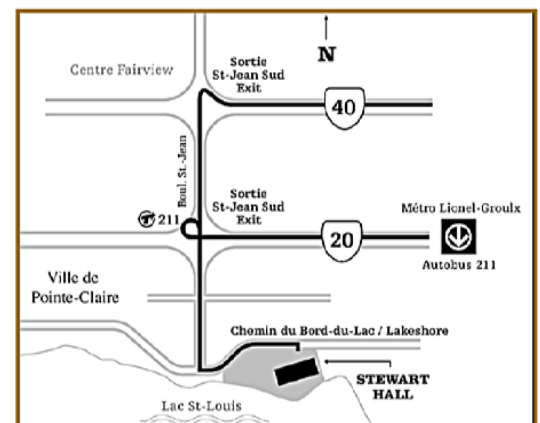 N
Centre Fairview
Sortie
St-Jean Sud
Exit
40
Boul. St.-Jean
Sortie
St-Jean Sud
Exit
211
20
Métro Lionel-Groulx
Autobus 211
Ville de
Pointe-Claire
Chemin du Bord-du-Lac / Lakeshore
STEWART
HALL
Lac St-Louis